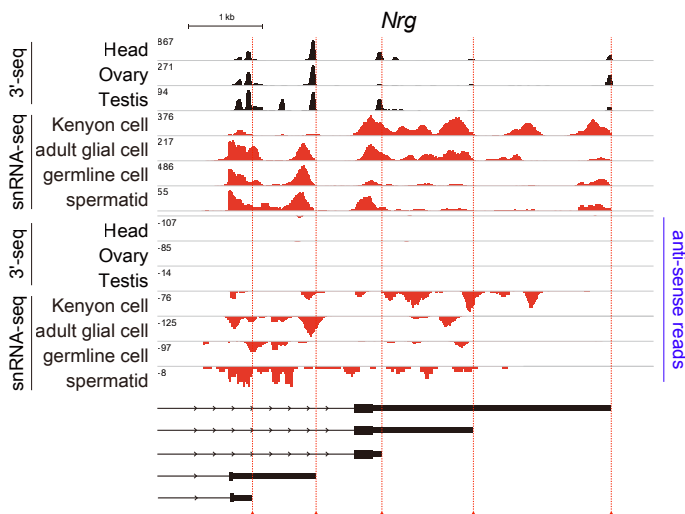 1 kb
Nrg
3'-seq
Head
867
Ovary
271
Testis
94
snRNA-seq
Kenyon cell
376
adult glial cell
217
germline cell
486
spermatid
55
3'-seq
Head
-107
Ovary
-85
Testis
-14
snRNA-seq
Kenyon cell
-76
adult glial cell
-125
germline cell
-97
spermatid
-8
anti-sense reads